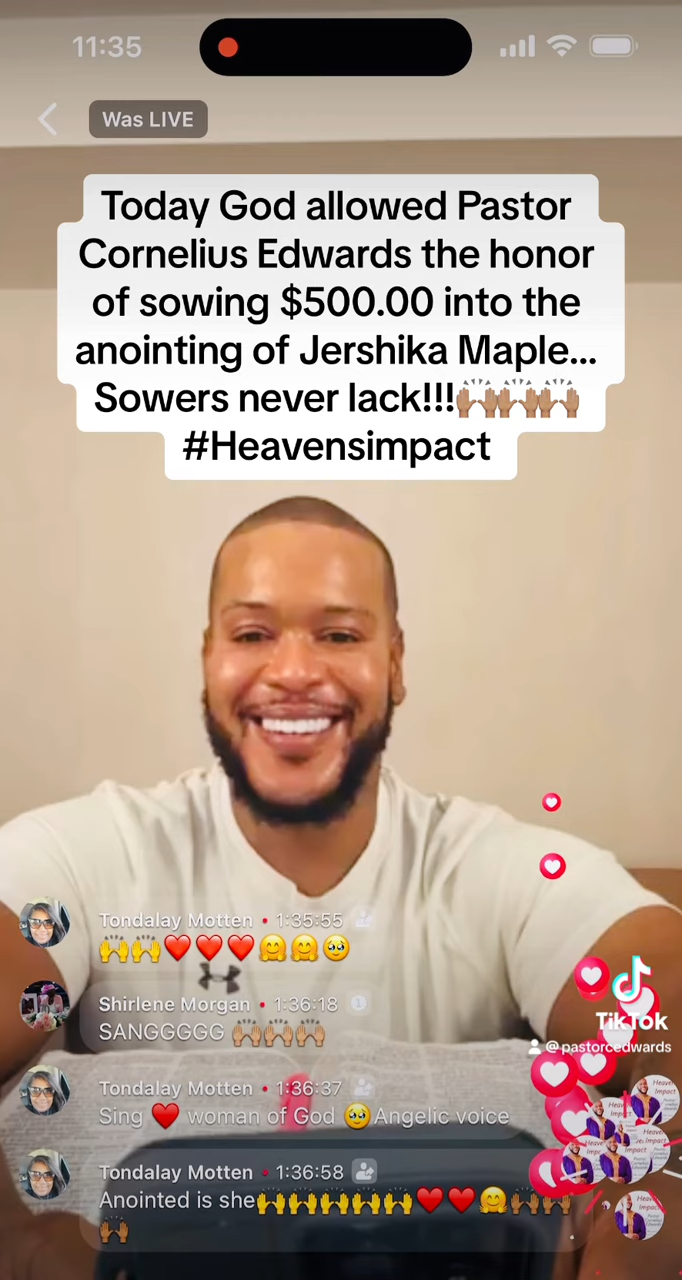 11:35
Was LIVE
Today God allowed Pastor
Cornelius Edwards the honor
of sowing $500.00 into the
anointing of Jershika Maple...
Sowers never lack!!!🙌🏽🙌🏽🙌🏽
#Heavensimpact
Tondalay Motten • 1:35:55
🙌🙌❤️❤️❤️🤗🤗🥹
Shirlene Morgan • 1:36:18
SANGGGGG 🙌🏽🙌🏽🙌🏽
Tondalay Motten • 1:36:37
Sing ❤️ woman of God 🥹Angelic voice
Tondalay Motten • 1:36:58
Anointed is she🙌🙌🙌🙌🙌❤️❤️🤗🙌🏾🙌🏾
🙌🏾
TikTok
@pastorcedwards
Heaven
Impact